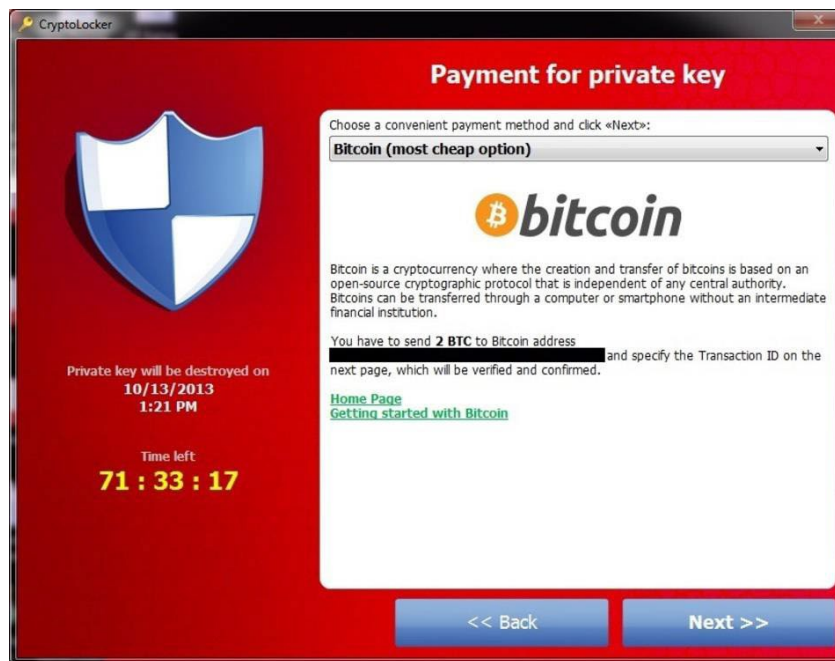 CryptoLocker
Payment for private key
Choose a convenient payment method and click «Next»:
Bitcoin (most cheap option)
bitcoin
Bitcoin is a cryptocurrency where the creation and transfer of bitcoins is based on an
open-source cryptographic protocol that is independent of any central authority.
Bitcoins can be transferred through a computer or smartphone without an intermediate
financial institution.
You have to send 2 BTC to Bitcoin address
and specify the Transaction ID on the
next page, which will be verified and confirmed.
Home Page
Getting started with Bitcoin
Private key will be destroyed on
10/13/2013
1:21 PM
Time left
71 : 33 : 17
<< Back
Next >>